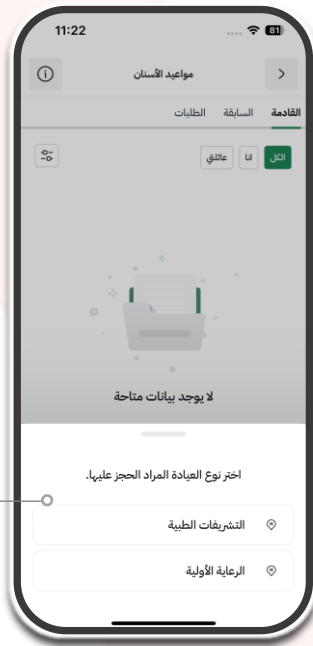 11:22
81
مواعيد الأسنان
القادمة السابقة الطلبات
الكل انا عائلتي
لا يوجد بيانات متاحة
اختر نوع العيادة المراد الحجز عليها.
التشريفات الطبية
الرعاية الأولية